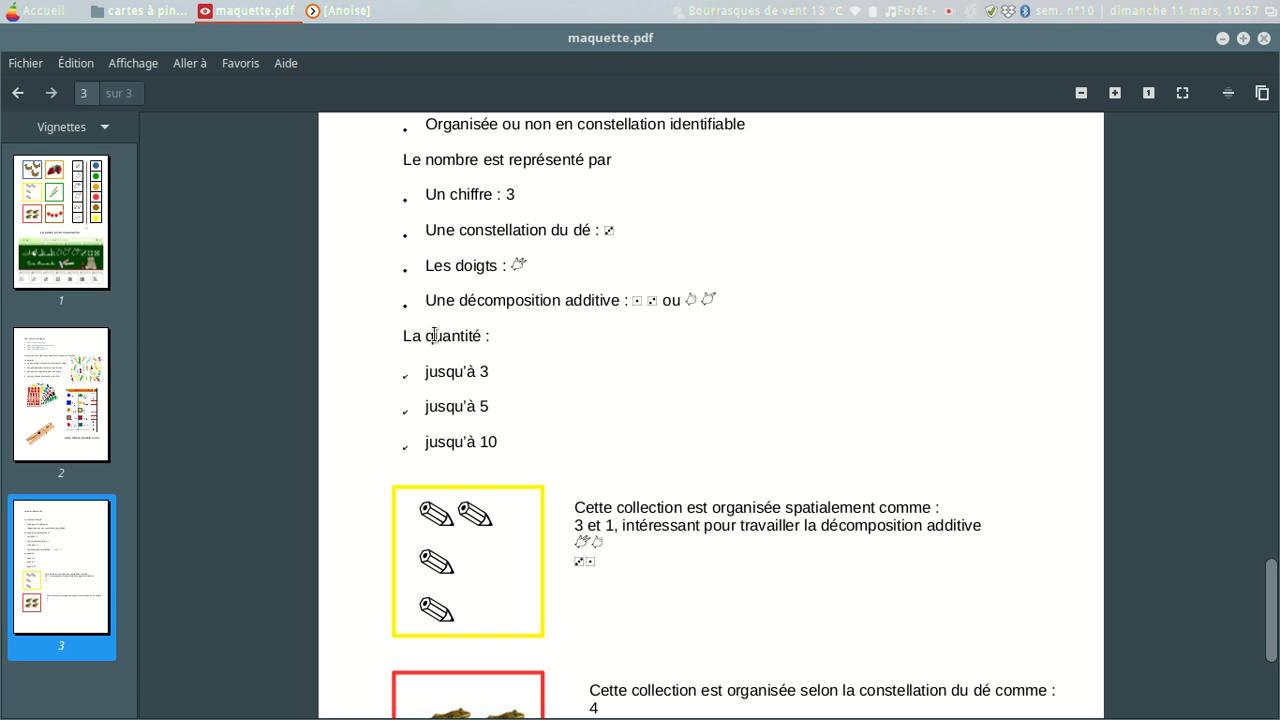 Accueil cartes à pin... maquette.pdf [Anoise] Bourrasques de vent 13 °C Forêt - sem. n°10 | dimanche 11 mars, 10:57
maquette.pdf
Fichier Édition Affichage Aller à Favoris Aide
3 sur 3
Vignettes
1
2
3
Organisée ou non en constellation identifiable
Le nombre est représenté par
Un chiffre : 3
Une constellation du dé :
Les doigts :
Une décomposition additive : ou
La quantité :
jusqu'à 3
jusqu'à 5
jusqu'à 10
Cette collection est organisée spatialement comme :
3 et 1, intéressant pour travailler la décomposition additive
Cette collection est organisée selon la constellation du dé comme :
4